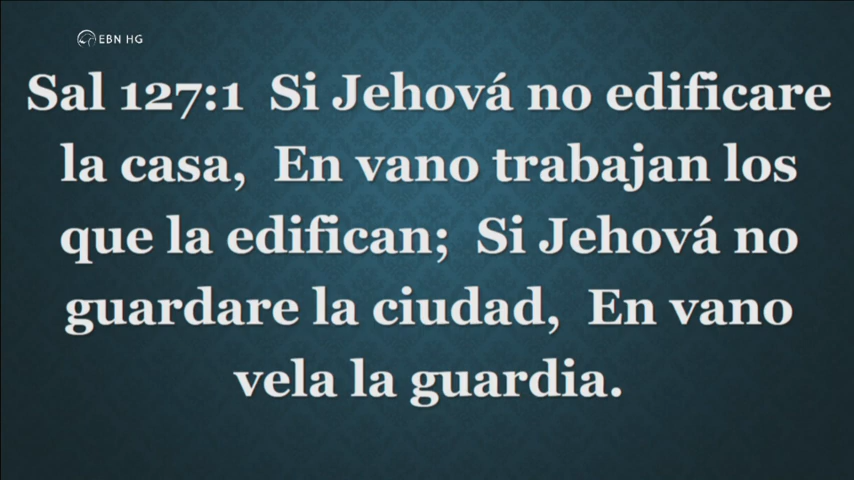 EBN HG
Sal 127:1 Si Jehová no edificare
la casa, En vano trabajan los
que la edifican; Si Jehová no
guardare la ciudad, En vano
vela la guardia.